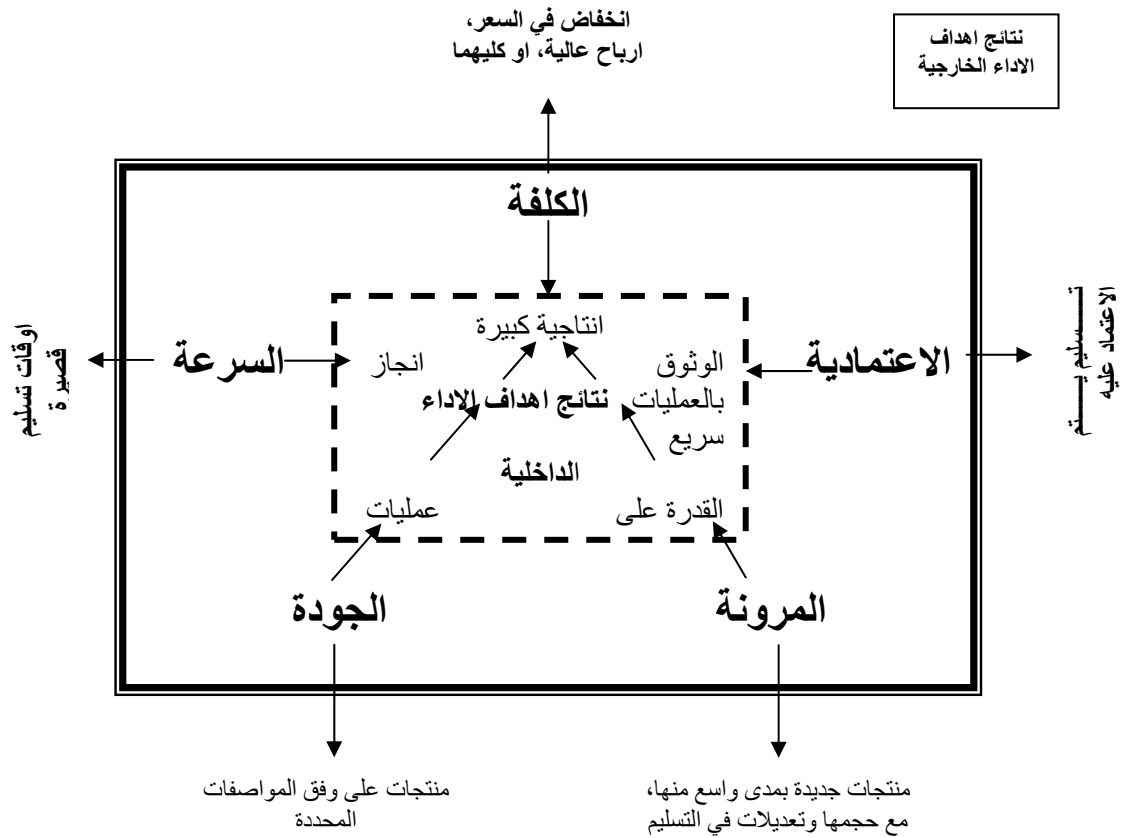 انخفاض في السعر،
ارباح عالية، او كليهما
نتائج اهداف
الاداء الخارجية
الكلفة
انتاجية كبيرة
السرعة
انجاز
الوثوق
بالعمليات
سريع
الاعتمادية
نتائج اهداف الاداء
الداخلية
اوقات تسليم
قصيرة
تسليم يتم
الاعتماد عليه
القدرة على
عمليات
الجودة
المرونة
منتجات جديدة بمدى واسع منها،
مع حجمها وتعديلات في التسليم
منتجات على وفق المواصفات
المحددة